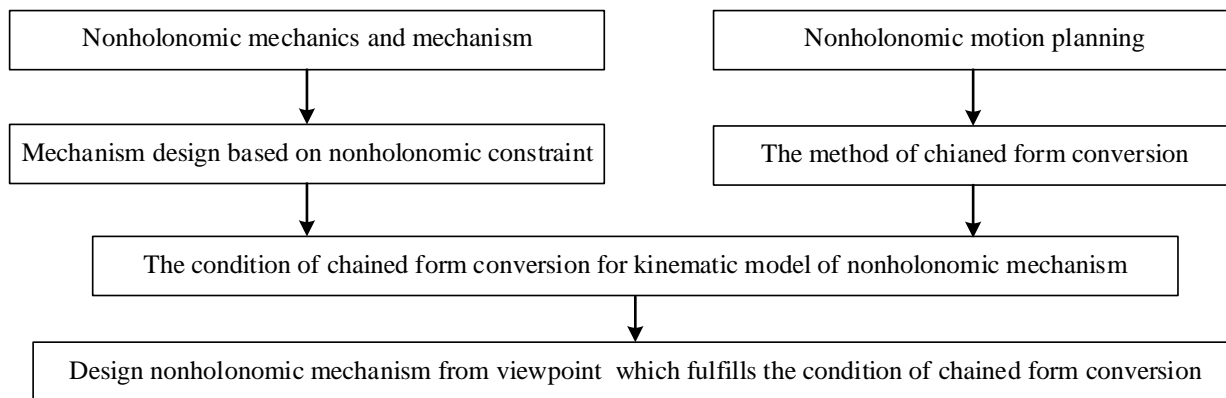 Nonholonomic mechanics and mechanism
Nonholonomic motion planning
Mechanism design based on nonholonomic constraint
The method of chianed form conversion
The condition of chained form conversion for kinematic model of nonholonomic mechanism
Design nonholonomic mechanism from viewpoint which fulfills the condition of chained form conversion